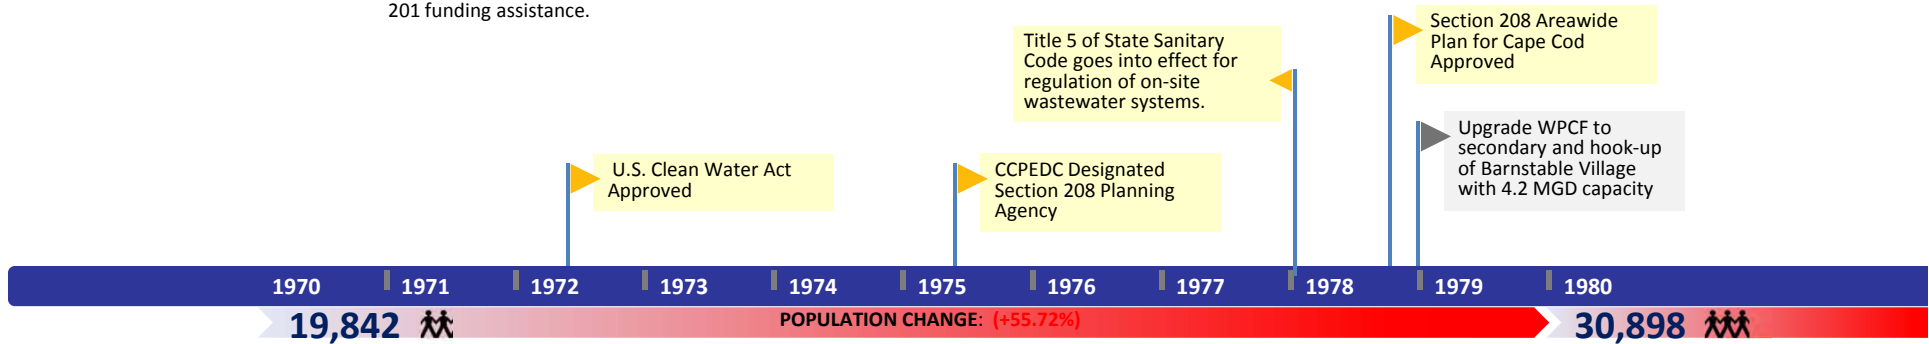 201 funding assistance.
Title 5 of State Sanitary
Code goes into effect for
regulation of on-site
wastewater systems.
Section 208 Areawide
Plan for Cape Cod
Approved
Upgrade WPCF to
secondary and hook-up
of Barnstable Village
with 4.2 MGD capacity
U.S. Clean Water Act
Approved
CCPEDC Designated
Section 208 Planning
Agency
1970 1971 1972 1973 1974 1975 1976 1977 1978 1979 1980
19,842 POPULATION CHANGE: (+55.72%) 30,898